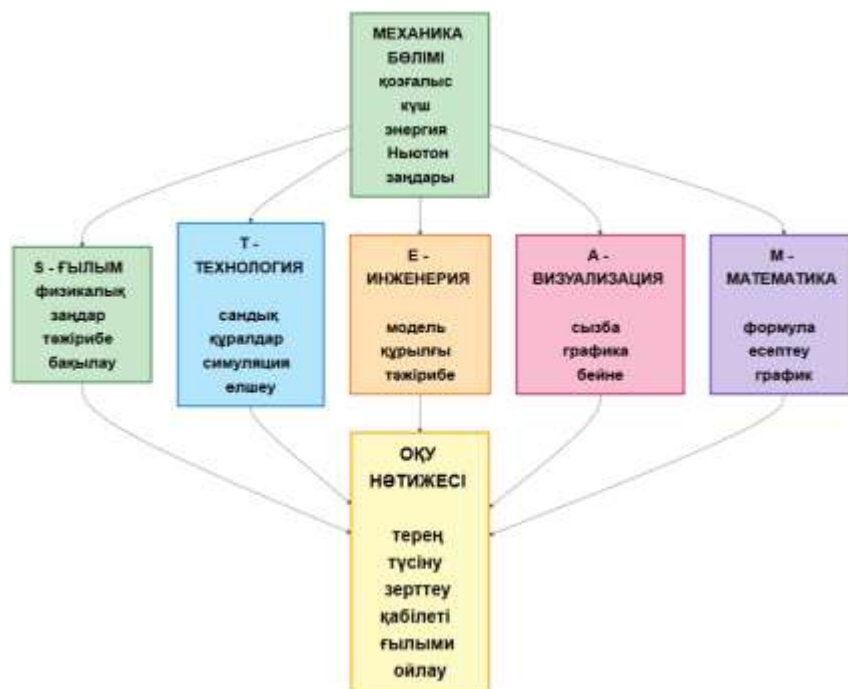 МЕХАНИКА
БӨЛІМІ
қозғалыс
күш
энергия
Ньютон
заңдары
S - ҒЫЛЫМ
физикалық
заңдар
тәжірибе
бақылау
T -
ТЕХНОЛОГИЯ
сандық
құралдар
симуляция
өлшеу
E -
ИНЖЕНЕРИЯ
модель
құрылғы
тәжірибе
A -
ВИЗУАЛИЗАЦИЯ
сызба
графика
бейне
M -
МАТЕМАТИКА
формула
есептеу
график
ОҚУ
НӘТИЖЕСІ
терең
түсіну
зерттеу
қабілеті
ғылыми
ойлау